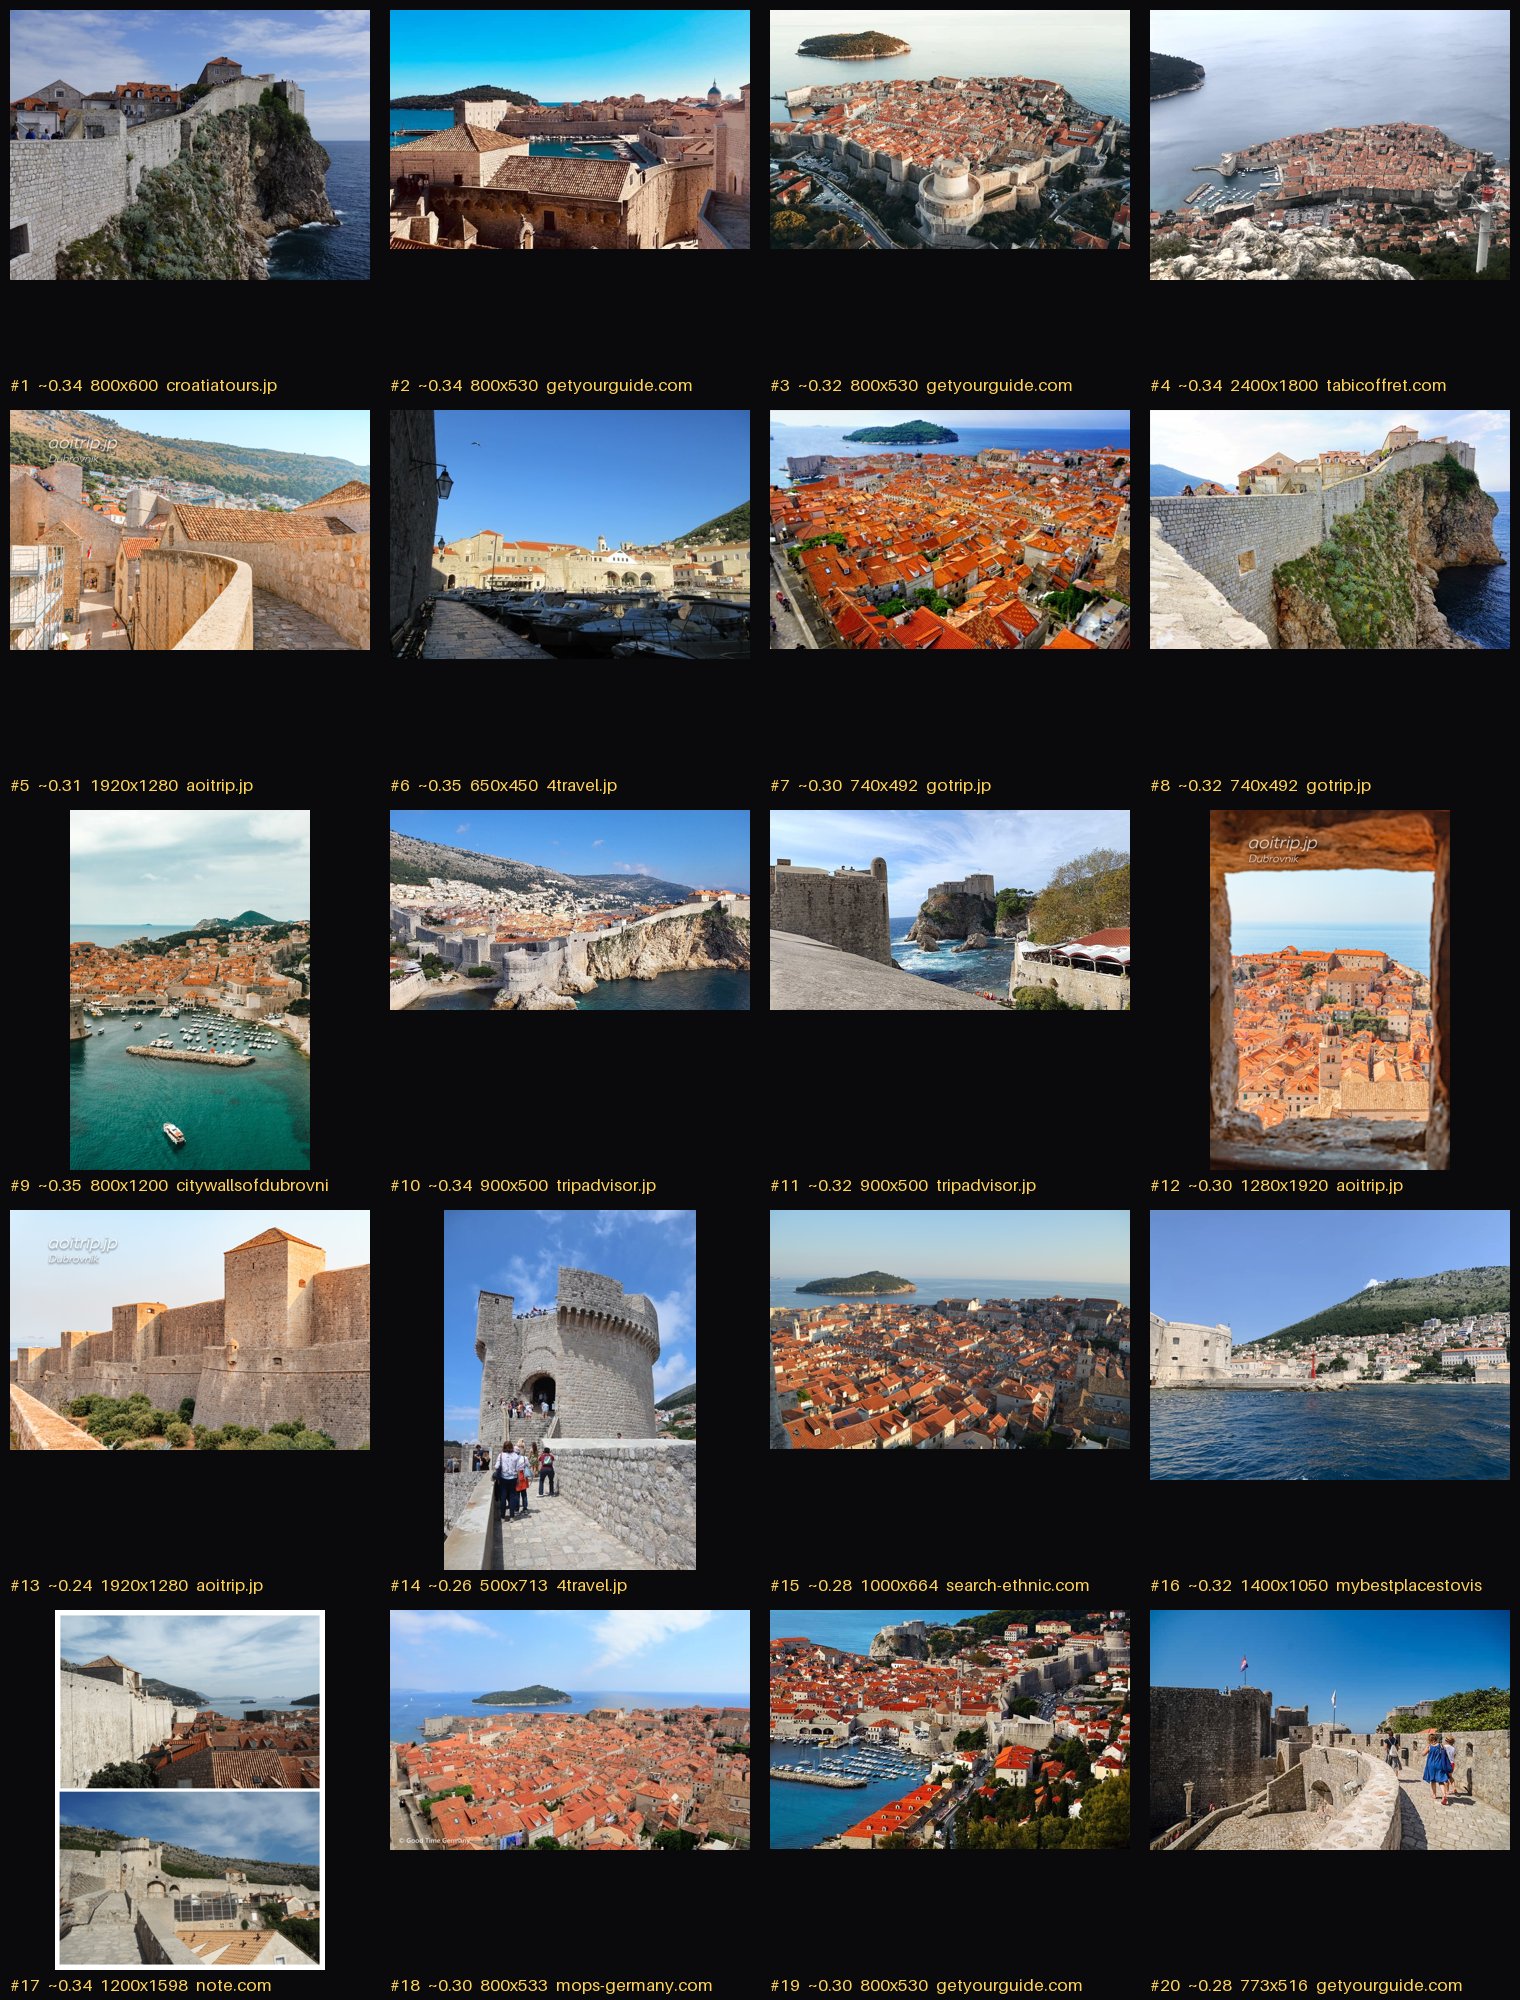 #1 ~0.34 800x600 croatiatours.jp
#2 ~0.34 800x530 getyourguide.com
#3 ~0.32 800x530 getyourguide.com
#4 ~0.34 2400x1800 tabicoffret.com
aoitrip.jp
Dubrovnik
#5 ~0.31 1920x1280 aoitrip.jp
#6 ~0.35 650x450 4travel.jp
#7 ~0.30 740x492 gotrip.jp
#8 ~0.32 740x492 gotrip.jp
aoitrip.jp
Dubrovnik
#9 ~0.35 800x1200 citywallsofdubrovni
#10 ~0.34 900x500 tripadvisor.jp
#11 ~0.32 900x500 tripadvisor.jp
#12 ~0.30 1280x1920 aoitrip.jp
aoitrip.jp
Dubrovnik
#13 ~0.24 1920x1280 aoitrip.jp
#14 ~0.26 500x713 4travel.jp
#15 ~0.28 1000x664 search-ethnic.com
#16 ~0.32 1400x1050 mybestplacestovis
© Good Time Germany
#17 ~0.34 1200x1598 note.com
#18 ~0.30 800x533 mops-germany.com
#19 ~0.30 800x530 getyourguide.com
#20 ~0.28 773x516 getyourguide.com